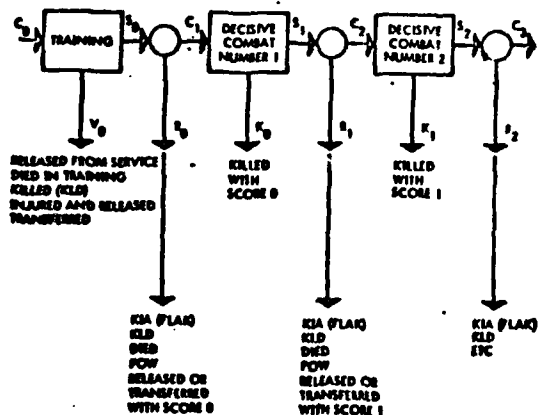 C0
TRAINING
S0
C1
DECISIVE
COMBAT
NUMBER 1
S1
C2
DECISIVE
COMBAT
NUMBER 2
S2
C3
V0
R0
K0
R1
K1
R2
RELEASED FROM SERVICE
DIED IN TRAINING
KILLED (KLD)
INJURED AND RELEASED
TRANSFERRED
KILLED
WITH
SCORE 0
KILLED
WITH
SCORE 1
KIA (FLAK)
KLD
DIED
POW
RELEASED OR
TRANSFERRED
WITH SCORE 0
KIA (FLAK)
KLD
DIED
POW
RELEASED OR
TRANSFERRED
WITH SCORE 1
KIA (FLAK)
KLD
ETC